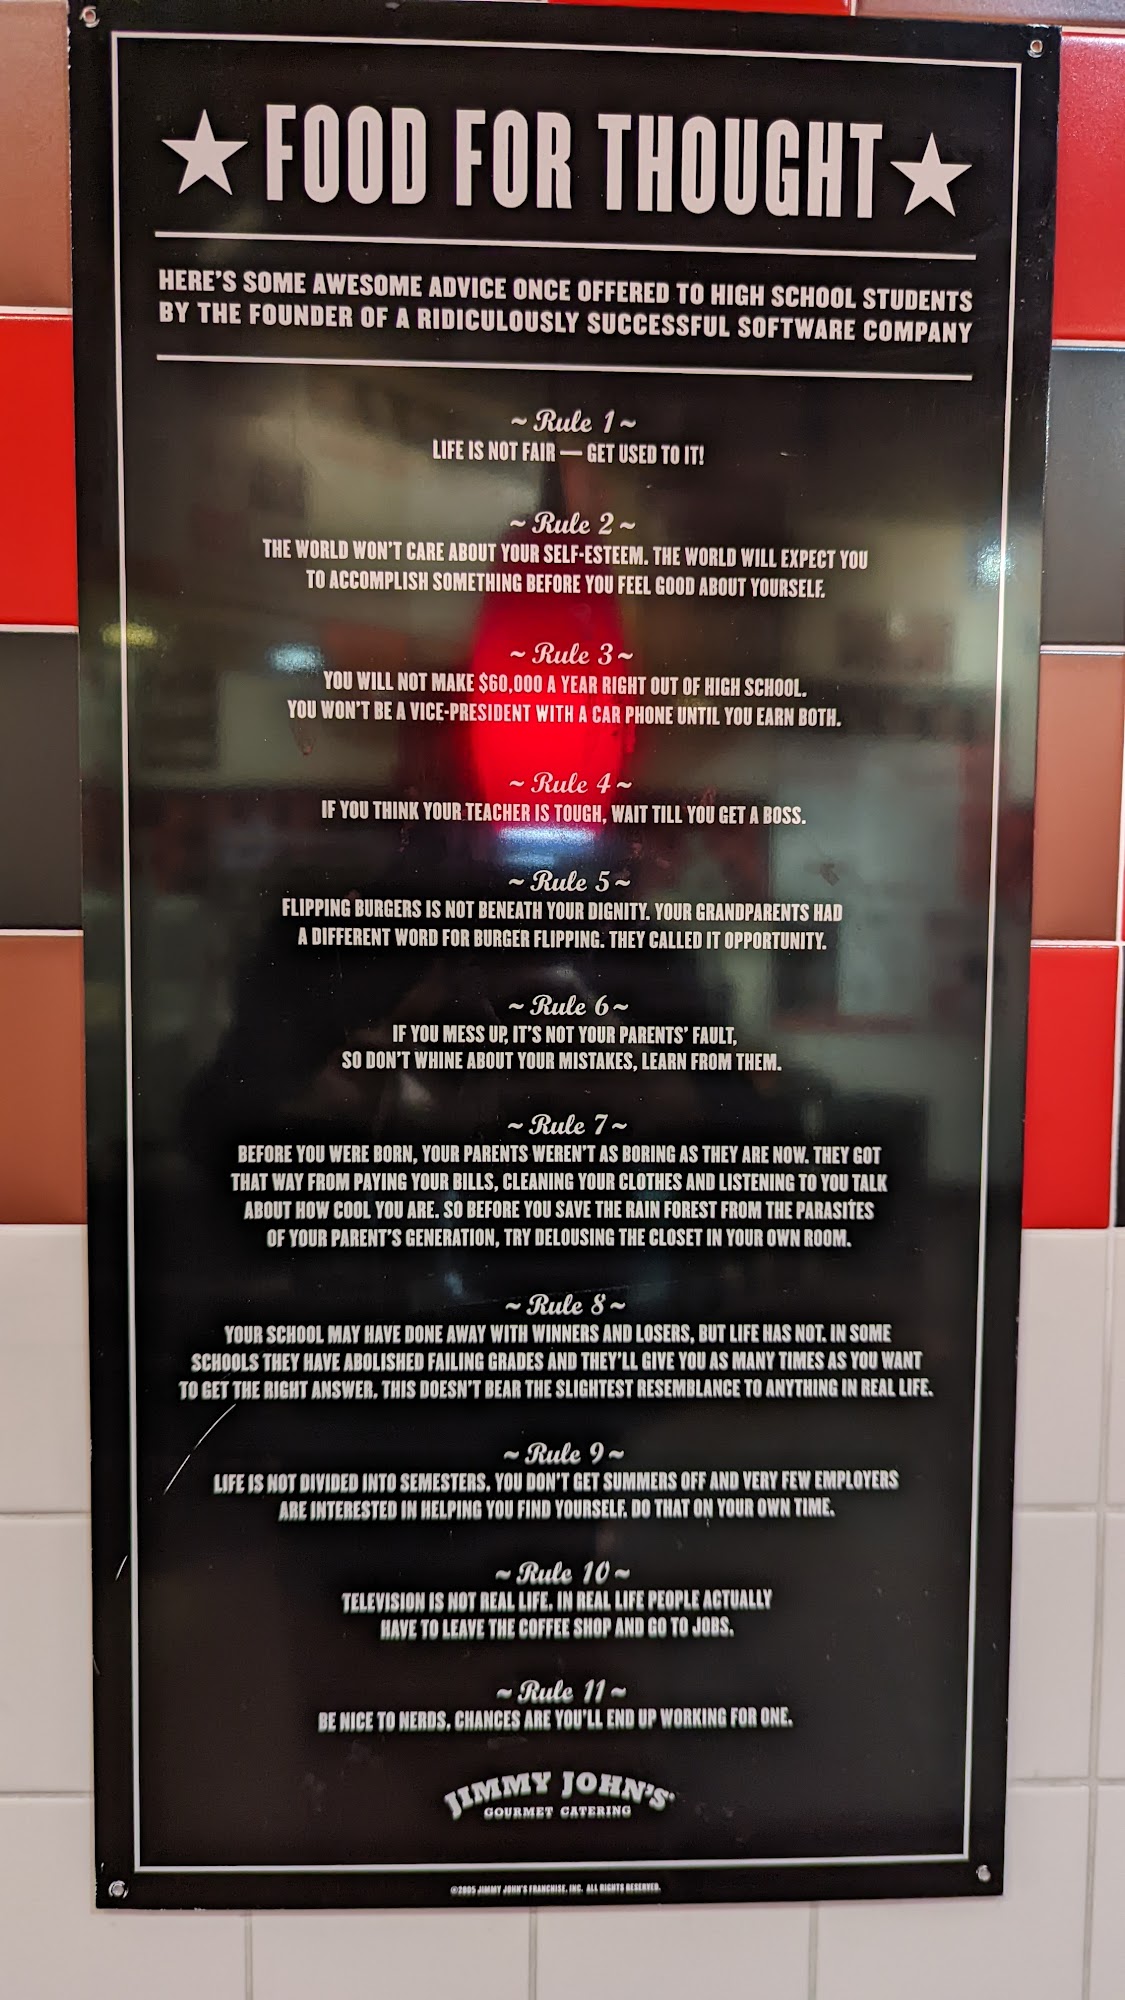 ★ FOOD FOR THOUGHT ★
HERE'S SOME AWESOME ADVICE ONCE OFFERED TO HIGH SCHOOL STUDENTS
BY THE FOUNDER OF A RIDICULOUSLY SUCCESSFUL SOFTWARE COMPANY
~ Rule 1 ~
LIFE IS NOT FAIR — GET USED TO IT!
~ Rule 2 ~
THE WORLD WON'T CARE ABOUT YOUR SELF-ESTEEM. THE WORLD WILL EXPECT YOU
TO ACCOMPLISH SOMETHING BEFORE YOU FEEL GOOD ABOUT YOURSELF.
~ Rule 3 ~
YOU WILL NOT MAKE $60,000 A YEAR RIGHT OUT OF HIGH SCHOOL.
YOU WON'T BE A VICE-PRESIDENT WITH A CAR PHONE UNTIL YOU EARN BOTH.
~ Rule 4 ~
IF YOU THINK YOUR TEACHER IS TOUGH, WAIT TILL YOU GET A BOSS.
~ Rule 5 ~
FLIPPING BURGERS IS NOT BENEATH YOUR DIGNITY. YOUR GRANDPARENTS HAD
A DIFFERENT WORD FOR BURGER FLIPPING. THEY CALLED IT OPPORTUNITY.
~ Rule 6 ~
IF YOU MESS UP, IT'S NOT YOUR PARENTS' FAULT,
SO DON'T WHINE ABOUT YOUR MISTAKES, LEARN FROM THEM.
~ Rule 7 ~
BEFORE YOU WERE BORN, YOUR PARENTS WEREN'T AS BORING AS THEY ARE NOW. THEY GOT
THAT WAY FROM PAYING YOUR BILLS, CLEANING YOUR CLOTHES AND LISTENING TO YOU TALK
ABOUT HOW COOL YOU ARE. SO BEFORE YOU SAVE THE RAIN FOREST FROM THE PARASITES
OF YOUR PARENT'S GENERATION, TRY DELOUSING THE CLOSET IN YOUR OWN ROOM.
~ Rule 8 ~
YOUR SCHOOL MAY HAVE DONE AWAY WITH WINNERS AND LOSERS, BUT LIFE HAS NOT. IN SOME
SCHOOLS THEY HAVE ABOLISHED FAILING GRADES AND THEY'LL GIVE YOU AS MANY TIMES AS YOU WANT
TO GET THE RIGHT ANSWER. THIS DOESN'T BEAR THE SLIGHTEST RESEMBLANCE TO ANYTHING IN REAL LIFE.
~ Rule 9 ~
LIFE IS NOT DIVIDED INTO SEMESTERS. YOU DON'T GET SUMMERS OFF AND VERY FEW EMPLOYERS
ARE INTERESTED IN HELPING YOU FIND YOURSELF. DO THAT ON YOUR OWN TIME.
~ Rule 10 ~
TELEVISION IS NOT REAL LIFE. IN REAL LIFE PEOPLE ACTUALLY
HAVE TO LEAVE THE COFFEE SHOP AND GO TO JOBS.
~ Rule 11 ~
BE NICE TO NERDS. CHANCES ARE YOU'LL END UP WORKING FOR ONE.
JIMMY JOHN'S
GOURMET CATERING
©2005 JIMMY JOHN'S FRANCHISE, INC. ALL RIGHTS RESERVED.